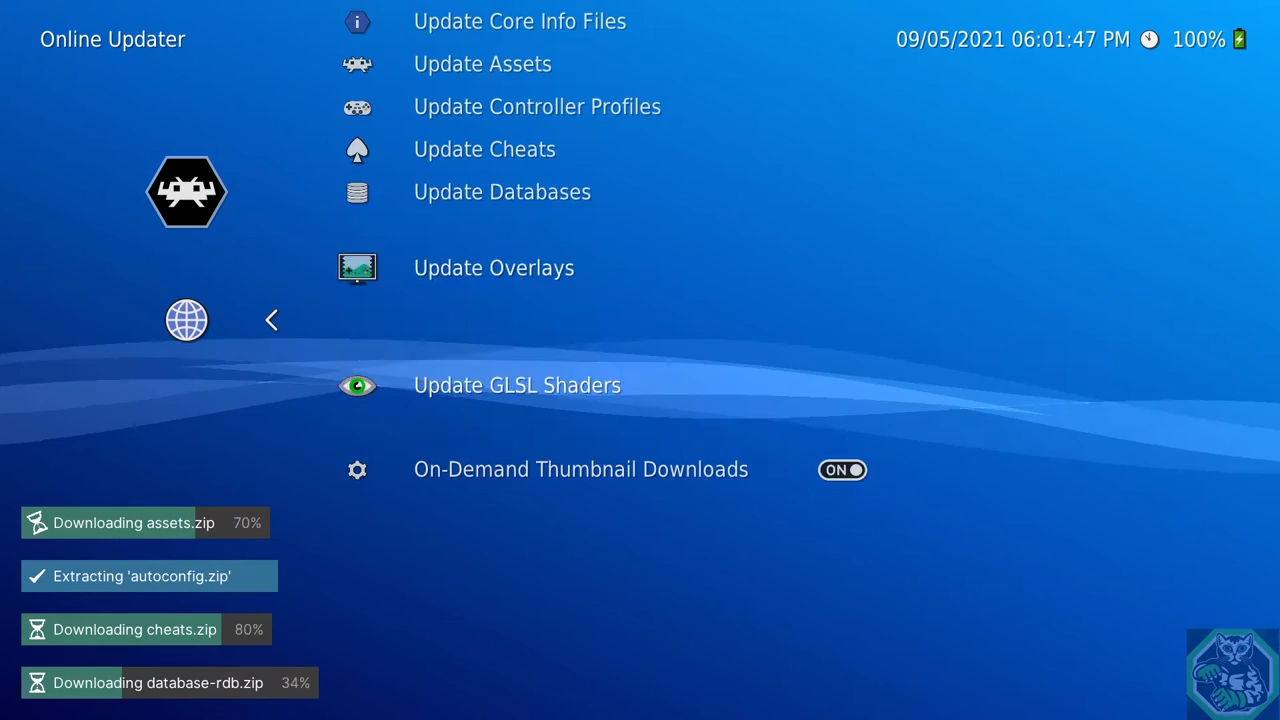 Online Updater
09/05/2021 06:01:47 PM 100%
Update Core Info Files
Update Assets
Update Controller Profiles
Update Cheats
Update Databases
Update Overlays
Update GLSL Shaders
On-Demand Thumbnail Downloads ON
Downloading assets.zip 70%
Extracting 'autoconfig.zip'
Downloading cheats.zip 80%
Downloading database-rdb.zip 34%